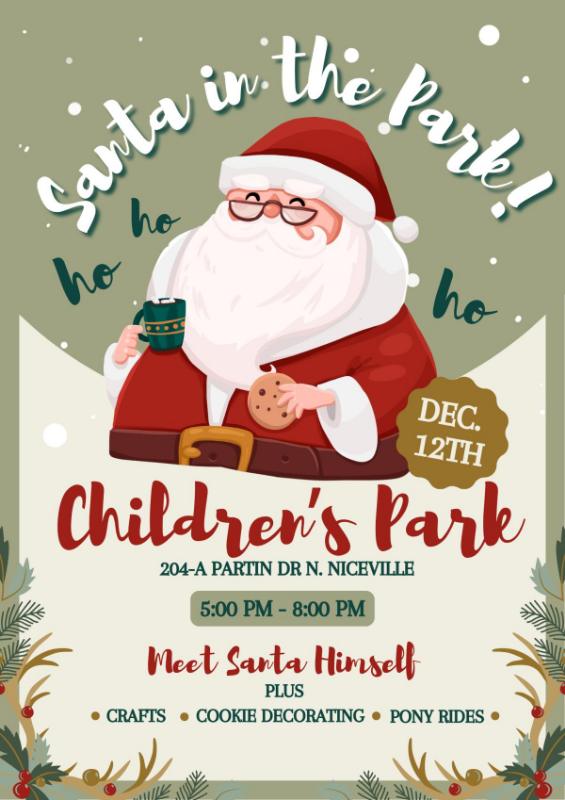 Santa in the Park!
ho
ho
ho
DEC.
12TH
Children's Park
204-A PARTIN DR N. NICEVILLE
5:00 PM - 8:00 PM
Meet Santa Himself
PLUS
• CRAFTS • COOKIE DECORATING • PONY RIDES •